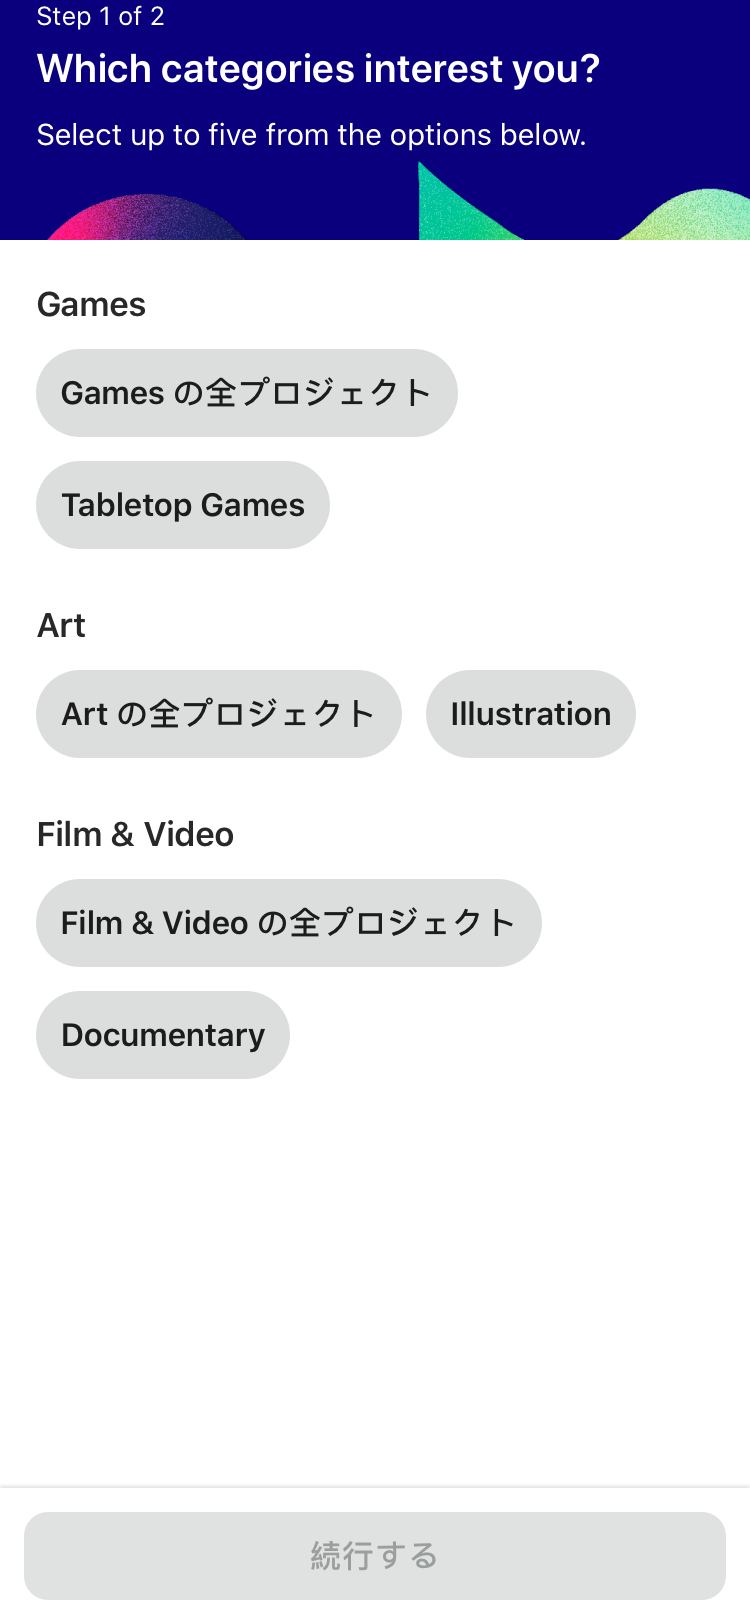 Step 1 of 2
Which categories interest you?
Select up to five from the options below.
Games
Games の全プロジェクト
Tabletop Games
Art
Art の全プロジェクト
Illustration
Film & Video
Film & Video の全プロジェクト
Documentary
続行する